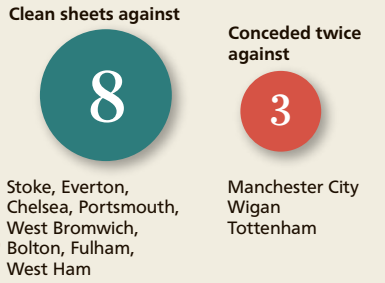 Clean sheets against
8
Stoke, Everton,
Chelsea, Portsmouth,
West Bromwich,
Bolton, Fulham,
West Ham
Conceded twice
against
3
Manchester City
Wigan
Tottenham